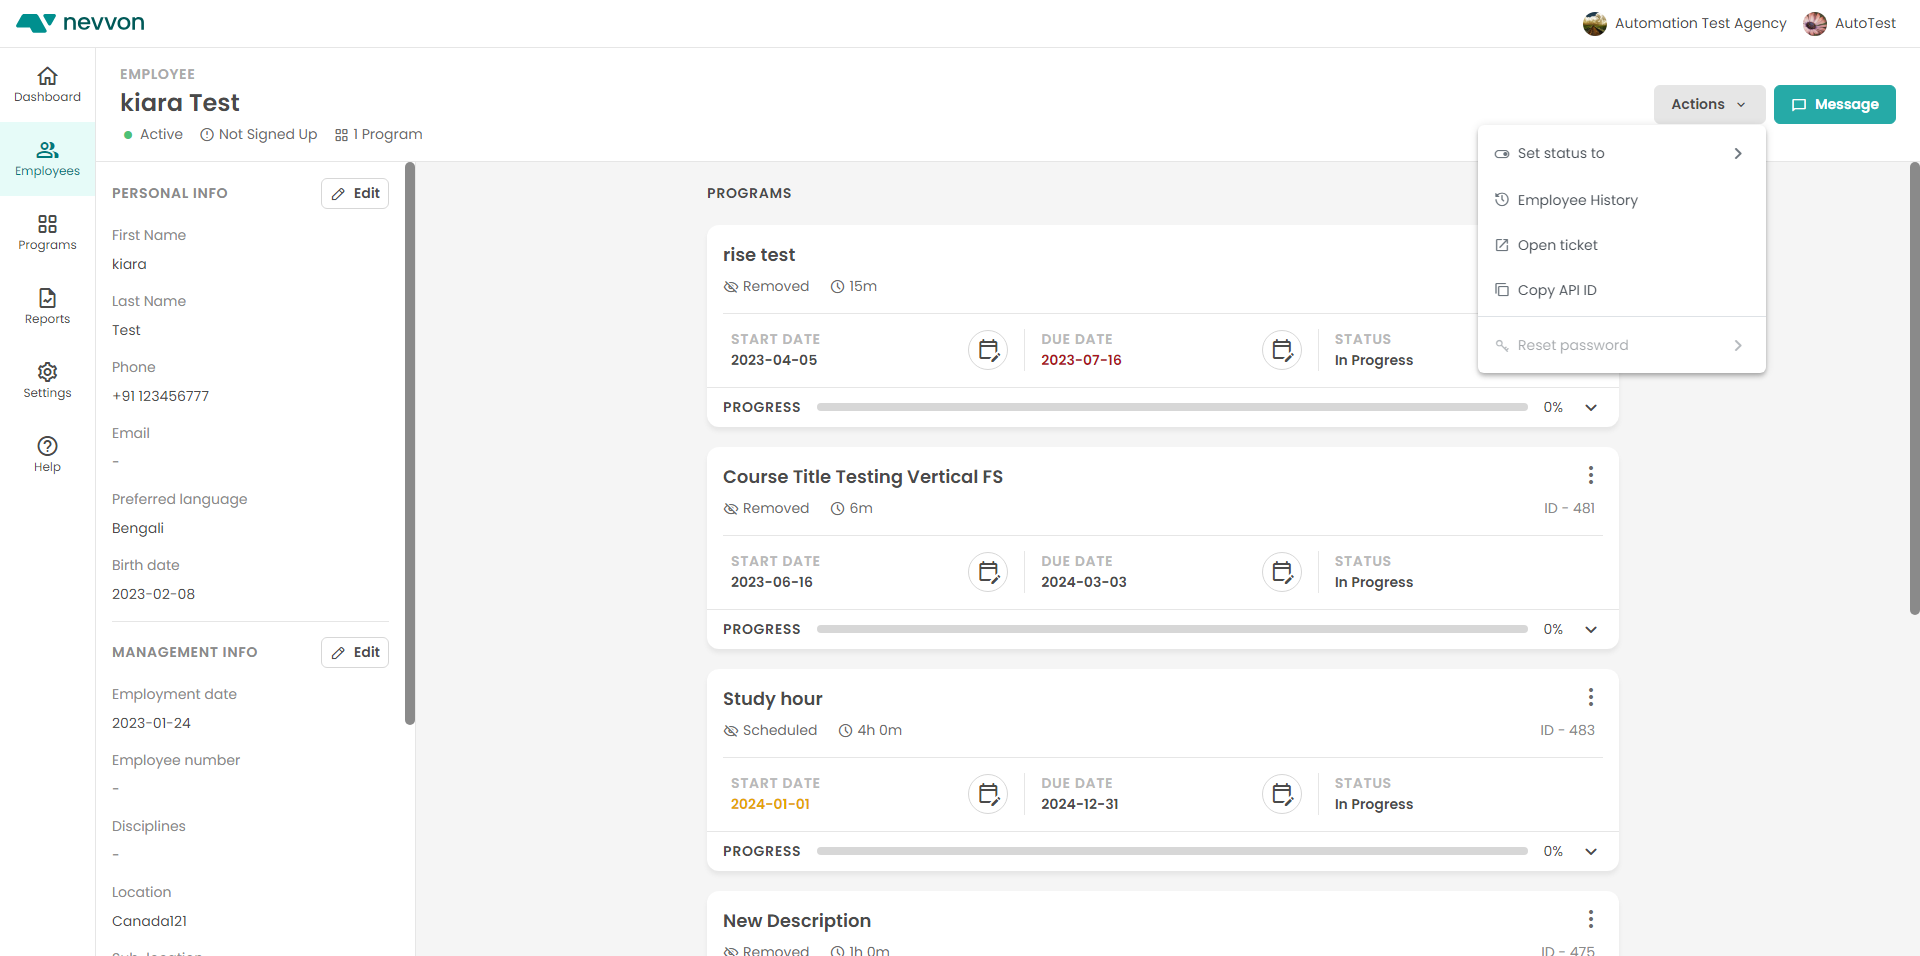 nevvon
Automation Test Agency
AutoTest
Dashboard
Employees
Programs
Reports
Settings
Help
EMPLOYEE
kiara Test
Active
Not Signed Up
1 Program
Actions
Message
Set status to
Employee History
Open ticket
Copy API ID
Reset password
PERSONAL INFO
Edit
First Name
kiara
Last Name
Test
Phone
+91 123456777
Email
-
Preferred language
Bengali
Birth date
2023-02-08
MANAGEMENT INFO
Edit
Employment date
2023-01-24
Employee number
-
Disciplines
-
Location
Canada121
PROGRAMS
rise test
Removed 15m
START DATE DUE DATE STATUS
2023-04-05 2023-07-16 In Progress
PROGRESS 0%
Course Title Testing Vertical FS
Removed 6m ID - 481
START DATE DUE DATE STATUS
2023-06-16 2024-03-03 In Progress
PROGRESS 0%
Study hour
Scheduled 4h 0m ID - 483
START DATE DUE DATE STATUS
2024-01-01 2024-12-31 In Progress
PROGRESS 0%
New Description
Removed 1h 0m ID - 475